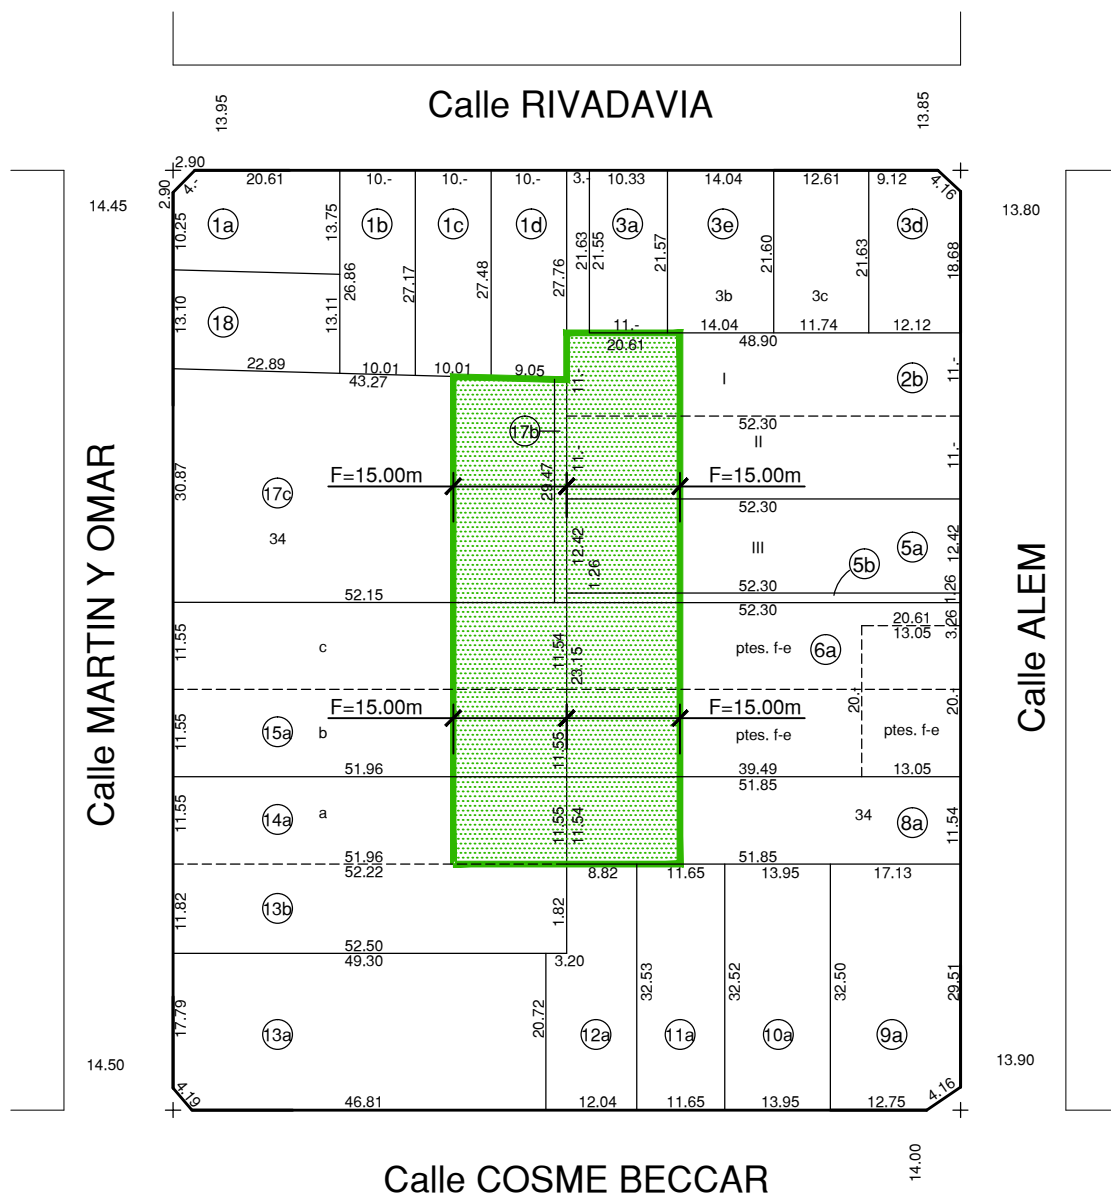 Calle RIVADAVIA
13.95
13.85
2.90
2.90
4.-
20.61
10.-
10.-
10.-
3.-
10.33
14.04
12.61
9.12
4.16
14.45
13.80
10.25
1a
13.75
1b
1c
1d
3a
3e
3d
26.86
27.17
27.48
27.76
21.63
21.55
21.57
21.60
21.63
18.68
3b
3c
13.10
18
13.11
11.-
14.04
11.74
12.12
20.61
48.90
22.89
10.01
10.01
9.05
43.27
11.-
I
2b
11.-
52.30
17b
II
11.-
11.-
F=15.00m
F=15.00m
30.87
17c
29.47
52.30
34
12.42
III
5a
12.42
5b
1.26
1.26
52.15
52.30
52.30
20.61
3.26
13.05
11.55
c
11.54
23.15
ptes. f-e
6a
F=15.00m
F=15.00m
20.-
20.-
11.55
15a
b
11.55
ptes. f-e
ptes. f-e
51.96
39.49
13.05
51.85
11.55
14a
a
11.55
11.54
34
8a
11.54
51.96
51.85
52.22
8.82
11.65
13.95
17.13
11.82
13b
1.82
52.50
49.30
3.20
32.53
32.52
32.50
29.51
17.79
13a
20.72
12a
11a
10a
9a
14.50
13.90
4.19
46.81
12.04
11.65
13.95
12.75
4.16
14.00
Calle MARTIN Y OMAR
Calle ALEM
Calle COSME BECCAR